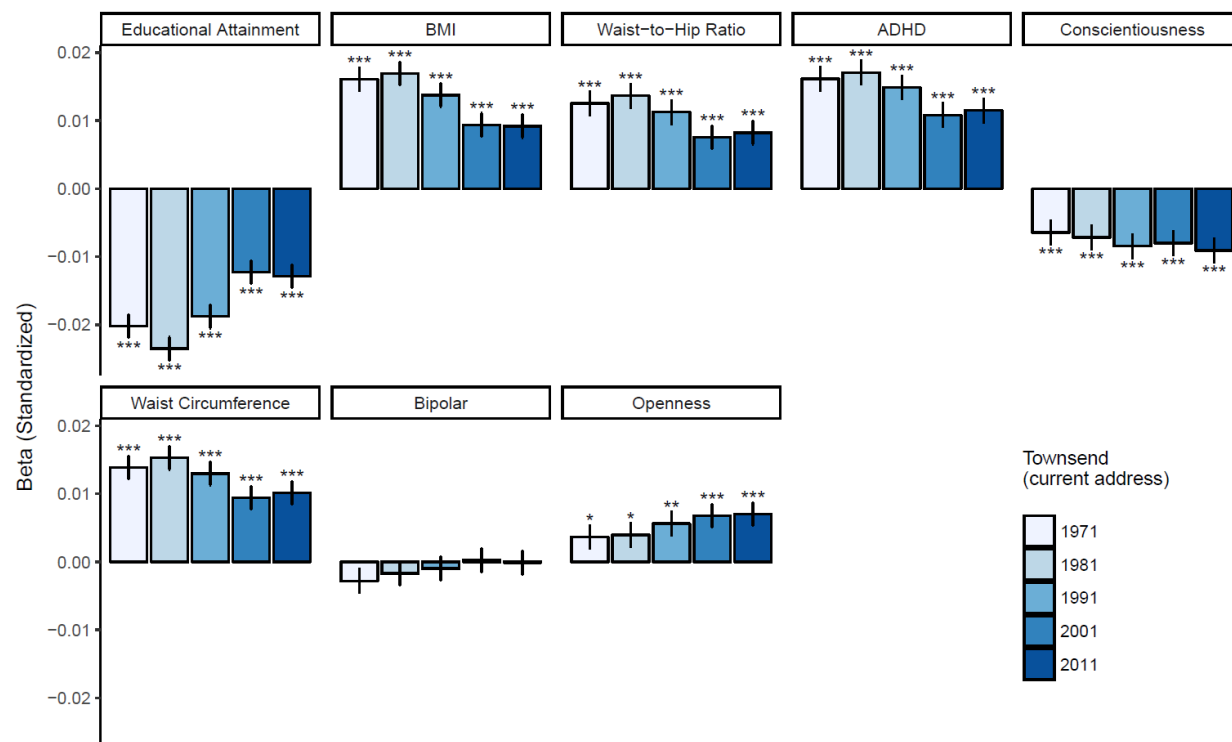 Educational Attainment
BMI
Waist−to−Hip Ratio
ADHD
Conscientiousness
0.02
0.01
0.00
−0.01
−0.02
*** *** *** *** ***
*** *** *** *** ***
*** *** *** *** ***
*** *** *** *** ***
*** *** *** *** ***
Beta (Standardized)
Waist Circumference
Bipolar
Openness
0.02
0.01
0.00
−0.01
−0.02
*** *** *** *** ***
* * ** *** ***
Townsend
(current address)
1971
1981
1991
2001
2011